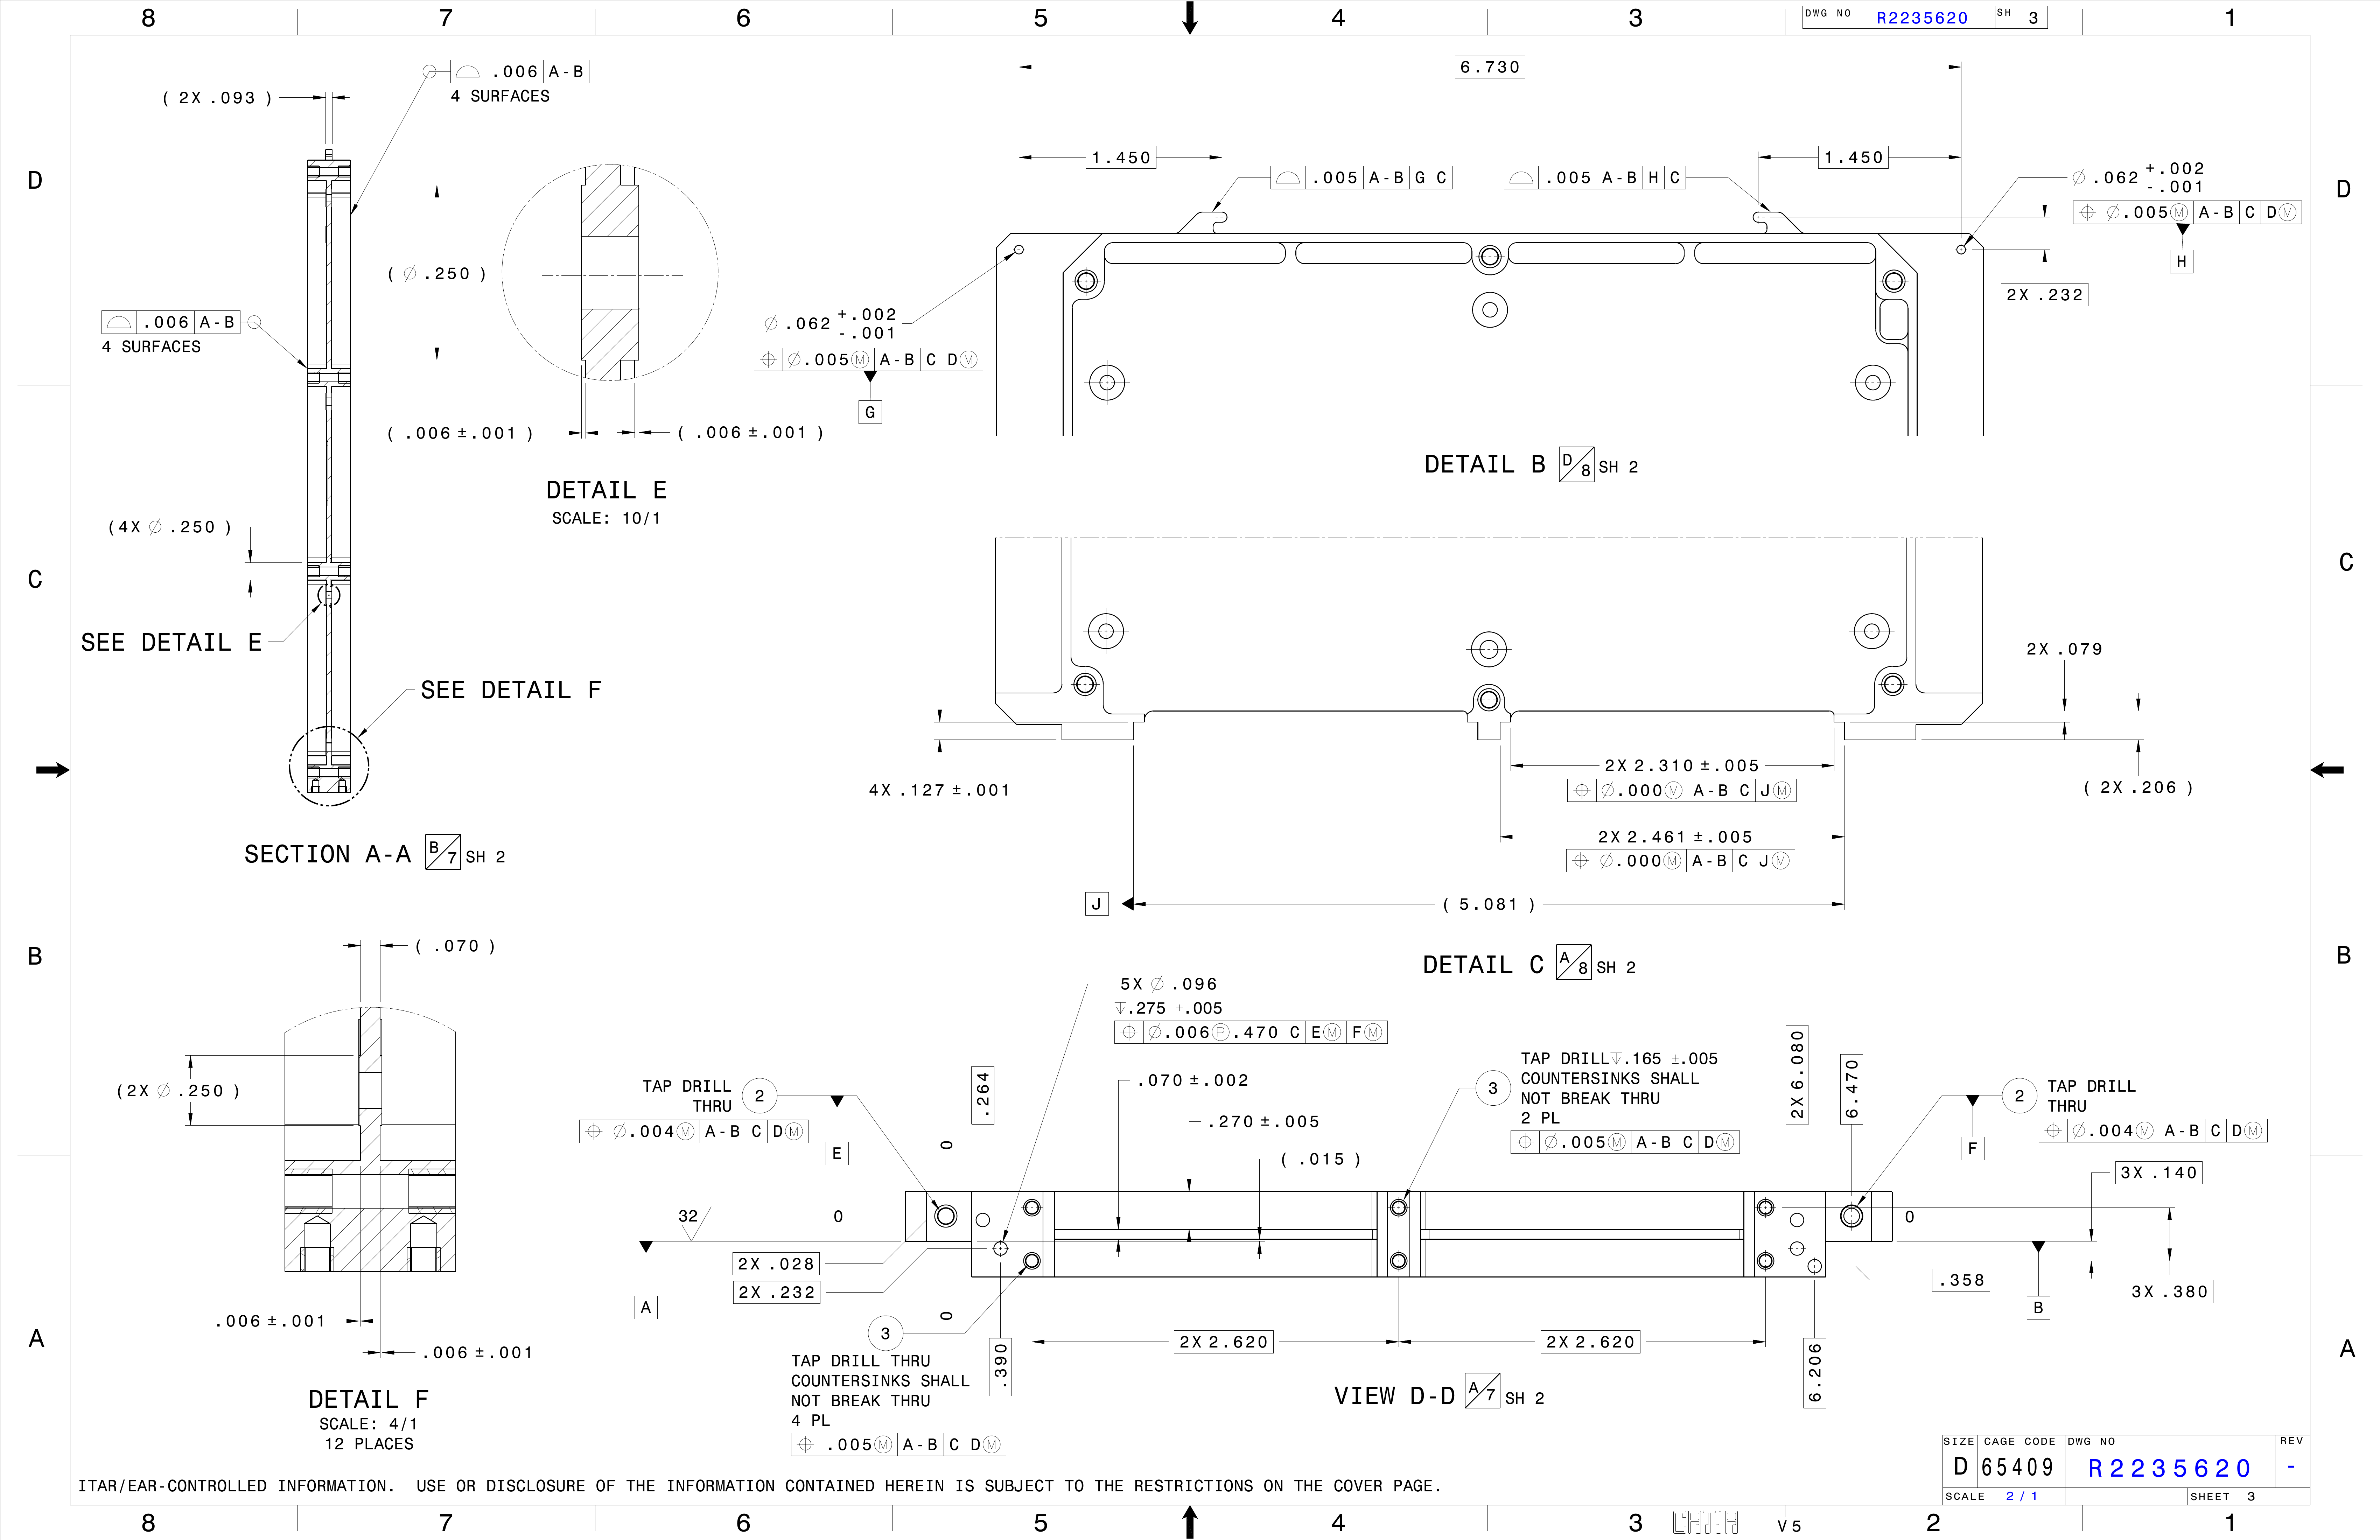 8 7 6 5 4 3 1
DWG NO R2235620 SH 3
D
C
B
A
⌓ .006 A-B
4 SURFACES
( 2X .093 )
⌓ .006 A-B
4 SURFACES
(4X ∅ .250 )
SEE DETAIL E
SEE DETAIL F
SECTION A-A B/7 SH 2
( ∅ .250 )
( .006 ±.001 ) ( .006 ±.001 )
DETAIL E
SCALE: 10/1
6.730
1.450 1.450
⌓ .005 A-B G C
⌓ .005 A-B H C
∅ .062 +.002
-.001
⌖ ∅.005Ⓜ A-B C DⓂ
H
2X .232
∅ .062 +.002
-.001
⌖ ∅.005Ⓜ A-B C DⓂ
G
DETAIL B D/8 SH 2
2X .079
4X .127 ±.001
( 2X .206 )
2X 2.310 ±.005
⌖ ∅.000Ⓜ A-B C JⓂ
2X 2.461 ±.005
⌖ ∅.000Ⓜ A-B C JⓂ
J ( 5.081 )
DETAIL C A/8 SH 2
( .070 )
(2X ∅ .250 )
.006 ±.001
.006 ±.001
DETAIL F
SCALE: 4/1
12 PLACES
5X ∅ .096
↧.275 ±.005
⌖ ∅.006Ⓟ.470 C EⓂ FⓂ
TAP DRILL 2
THRU
⌖ ∅.004Ⓜ A-B C DⓂ
E
.264
0
.070 ±.002
.270 ±.005
( .015 )
3 TAP DRILL↧.165 ±.005
COUNTERSINKS SHALL
NOT BREAK THRU
2 PL
⌖ ∅.005Ⓜ A-B C DⓂ
2X 6.080
6.470
2 TAP DRILL
THRU
⌖ ∅.004Ⓜ A-B C DⓂ
F
3X .140
32
0
0
A
2X .028
2X .232
0
.358
B
3X .380
3
TAP DRILL THRU
COUNTERSINKS SHALL
NOT BREAK THRU
4 PL
⌖ .005Ⓜ A-B C DⓂ
.390
2X 2.620 2X 2.620
6.206
VIEW D-D A/7 SH 2
D
C
B
A
ITAR/EAR-CONTROLLED INFORMATION. USE OR DISCLOSURE OF THE INFORMATION CONTAINED HEREIN IS SUBJECT TO THE RESTRICTIONS ON THE COVER PAGE.
SIZE CAGE CODE DWG NO REV
D 65409 R2235620 -
SCALE 2/1 SHEET 3
8 7 6 5 4 3 CATIA V5 2 1